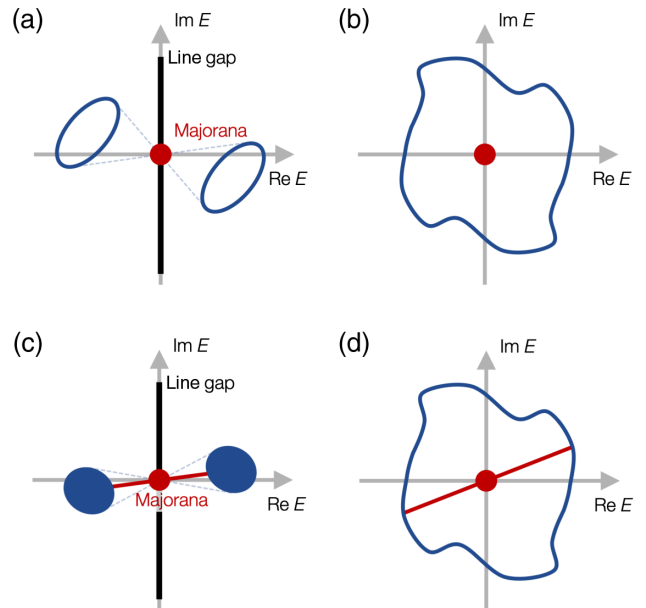 (a)
Im E
Line gap
Majorana
Re E
(b)
Im E
Re E
(c)
Im E
Line gap
Majorana
Re E
(d)
Im E
Re E